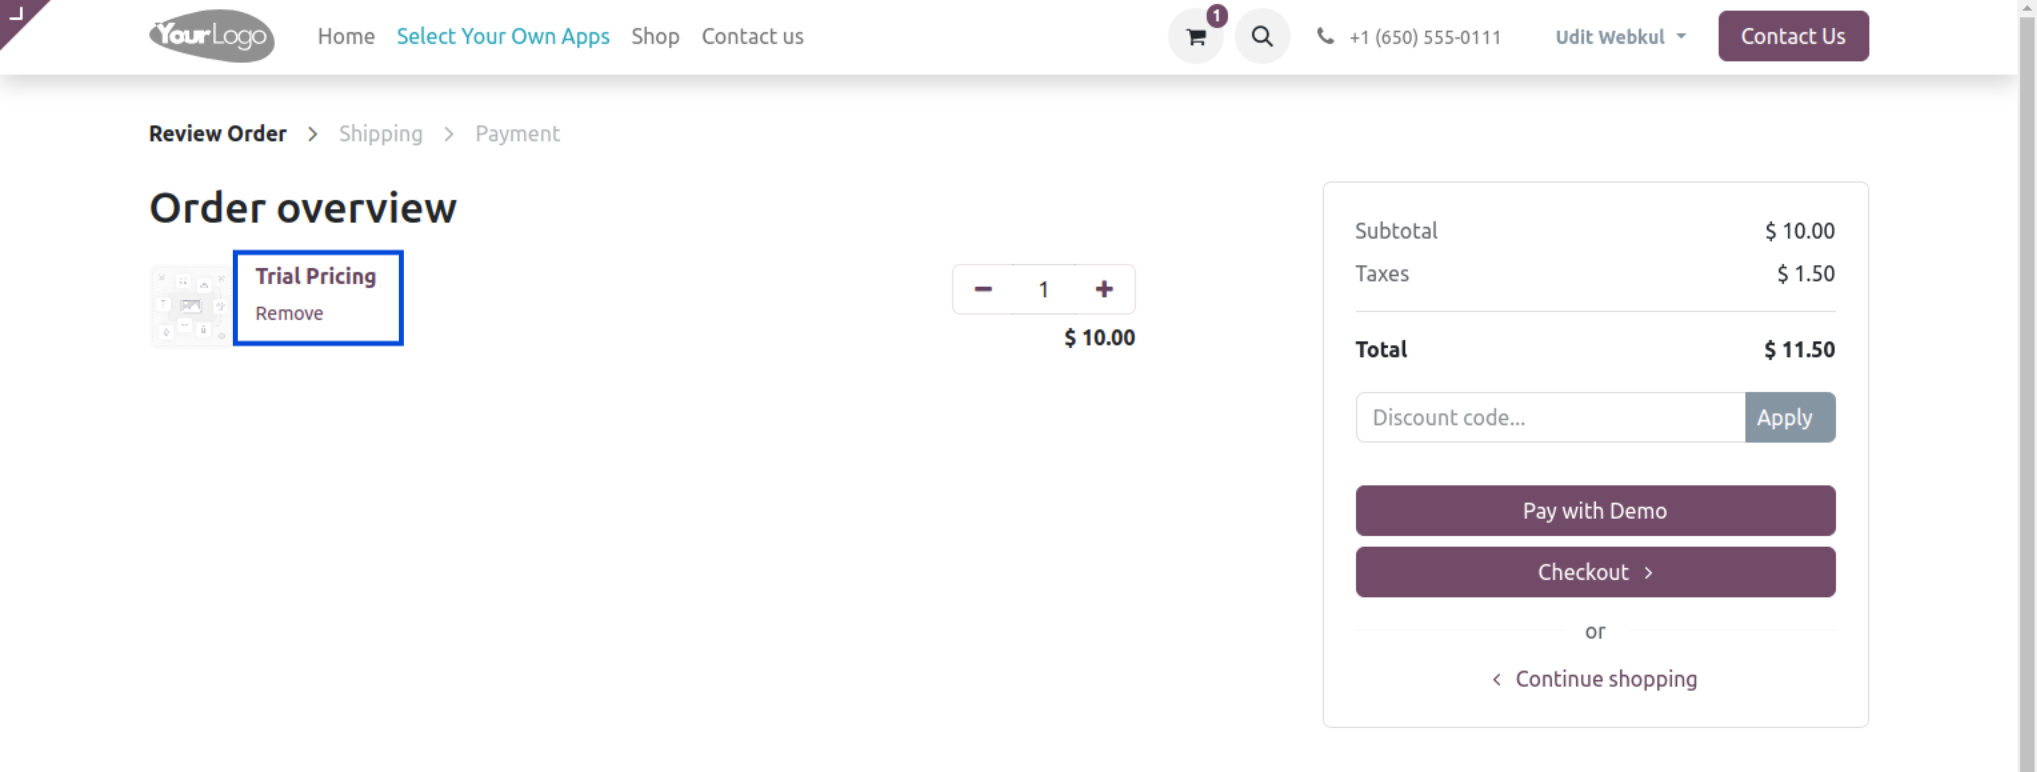 YourLogo Home Select Your Own Apps Shop Contact us 1 +1 (650) 555-0111 Udit Webkul Contact Us
Review Order > Shipping > Payment
Order overview
Trial Pricing
Remove
− 1 +
$ 10.00
Subtotal $ 10.00
Taxes $ 1.50
Total $ 11.50
Discount code... Apply
Pay with Demo
Checkout >
or
< Continue shopping